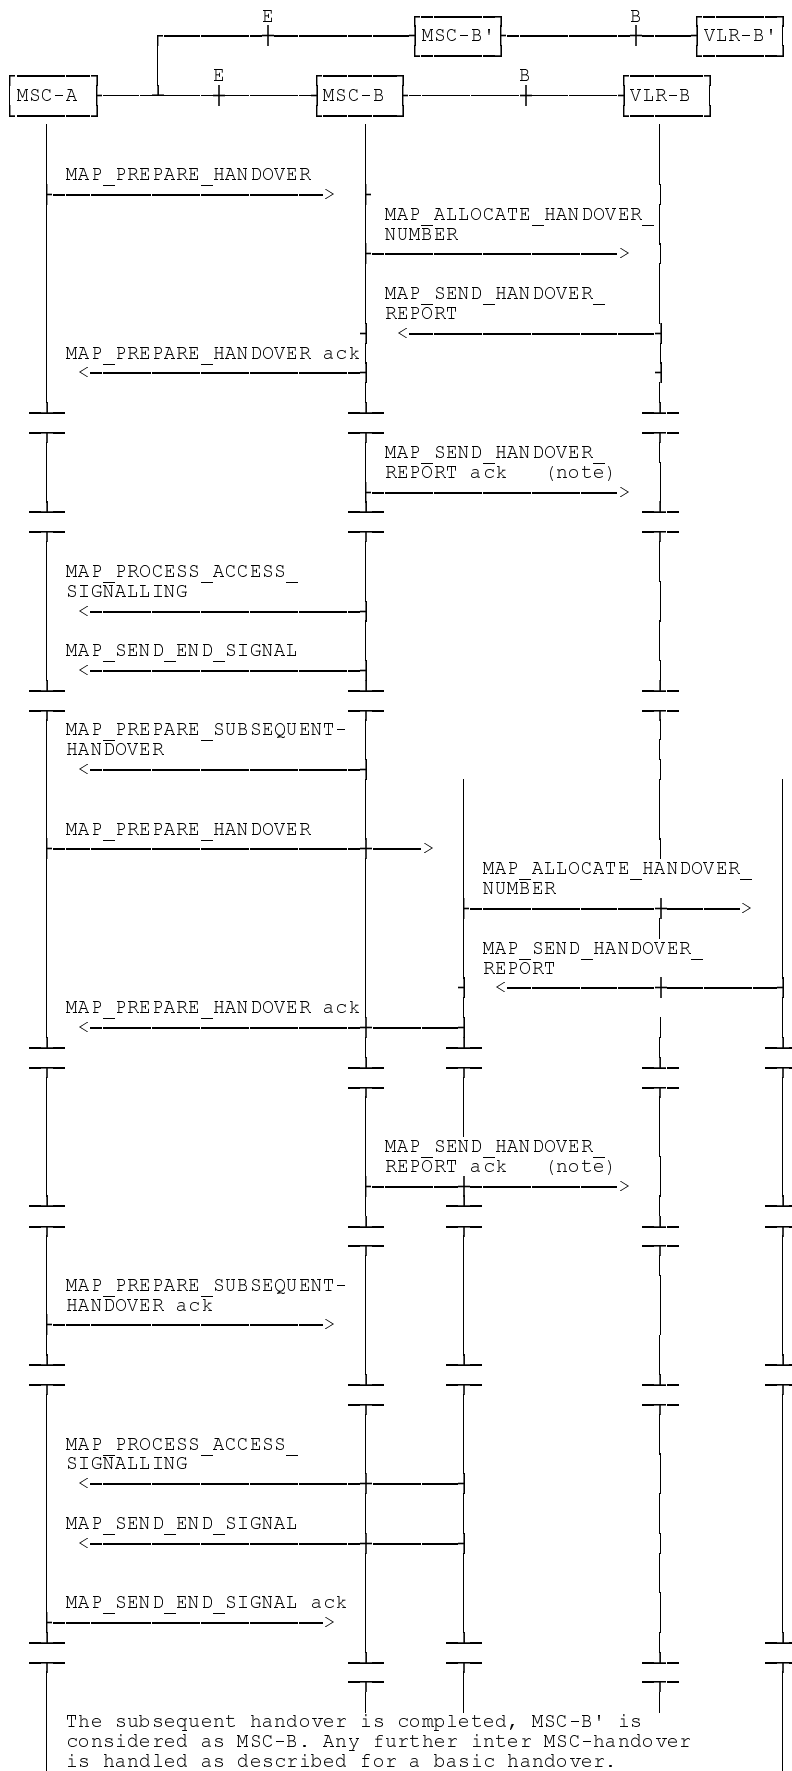 E
B
MSC-B'
VLR-B'
E
B
MSC-A
MSC-B
VLR-B
MAP_PREPARE_HANDOVER
MAP_ALLOCATE_HANDOVER_
NUMBER
MAP_SEND_HANDOVER_
REPORT
MAP_PREPARE_HANDOVER ack
MAP_SEND_HANDOVER_
REPORT ack (note)
MAP_PROCESS_ACCESS_
SIGNALLING
MAP_SEND_END_SIGNAL
MAP_PREPARE_SUBSEQUENT-
HANDOVER
MAP_PREPARE_HANDOVER
MAP_ALLOCATE_HANDOVER_
NUMBER
MAP_SEND_HANDOVER_
REPORT
MAP_PREPARE_HANDOVER ack
MAP_SEND_HANDOVER_
REPORT ack (note)
MAP_PREPARE_SUBSEQUENT-
HANDOVER ack
MAP_PROCESS_ACCESS_
SIGNALLING
MAP_SEND_END_SIGNAL
MAP_SEND_END_SIGNAL ack
The subsequent handover is completed, MSC-B' is
considered as MSC-B. Any further inter MSC-handover
is handled as described for a basic handover.